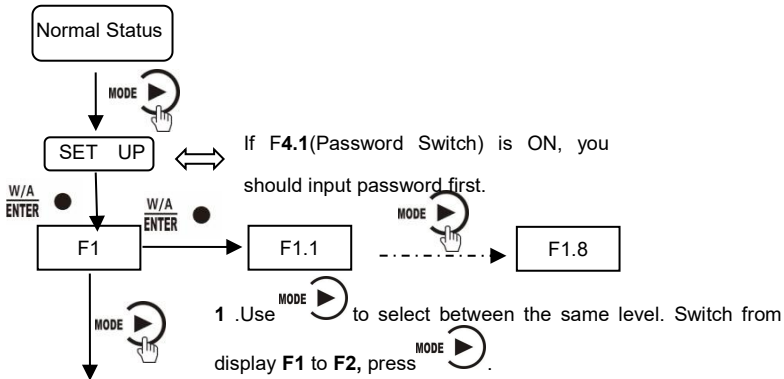 Normal Status
MODE
SET UP
If F4.1(Password Switch) is ON, you
should input password first.
W/A
ENTER
W/A
ENTER
MODE
F1
F1.1
F1.8
MODE
1 .Use MODE to select between the same level. Switch from
display F1 to F2, press MODE .